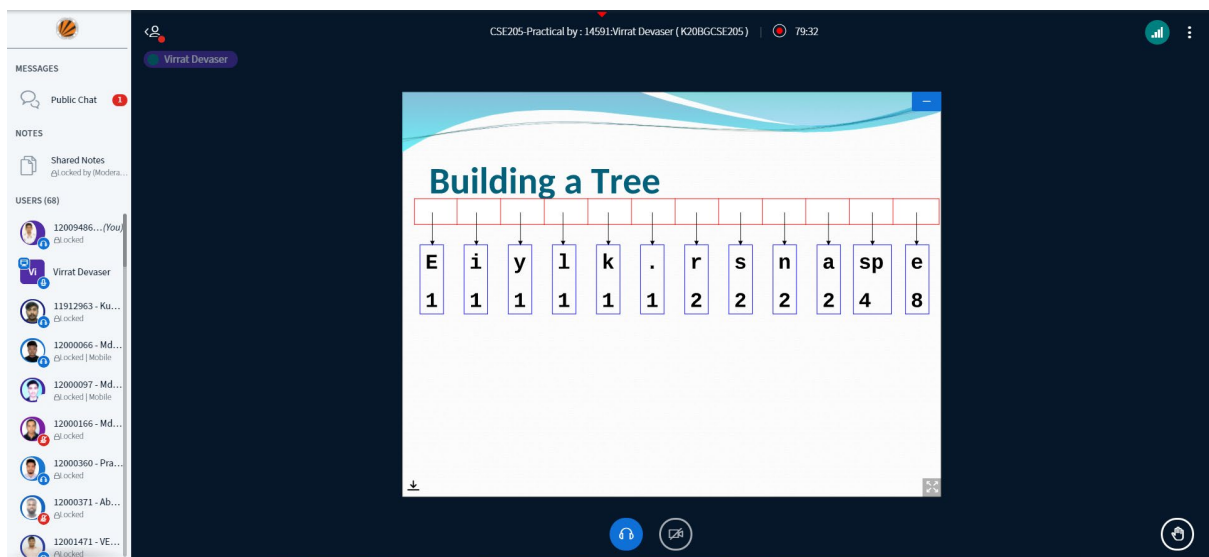 CSE205-Practical by : 14591:Virrat Devaser ( K20BGCSE205 ) | 79:32
Virrat Devaser
MESSAGES
Public Chat 1
NOTES
Shared Notes
Locked by (Modera...
USERS (68)
12009486...(You)
Locked
Vi Virrat Devaser
11912963 - Ku...
Locked
12000066 - Md...
Locked | Mobile
12000097 - Md...
Locked | Mobile
12000166 - Md...
Locked
12000360 - Pra...
Locked
12000371 - Ab...
Locked
12001471 - VE...
Locked
Building a Tree
E i y l k . r s n a sp e
1 1 1 1 1 1 2 2 2 2 4 8